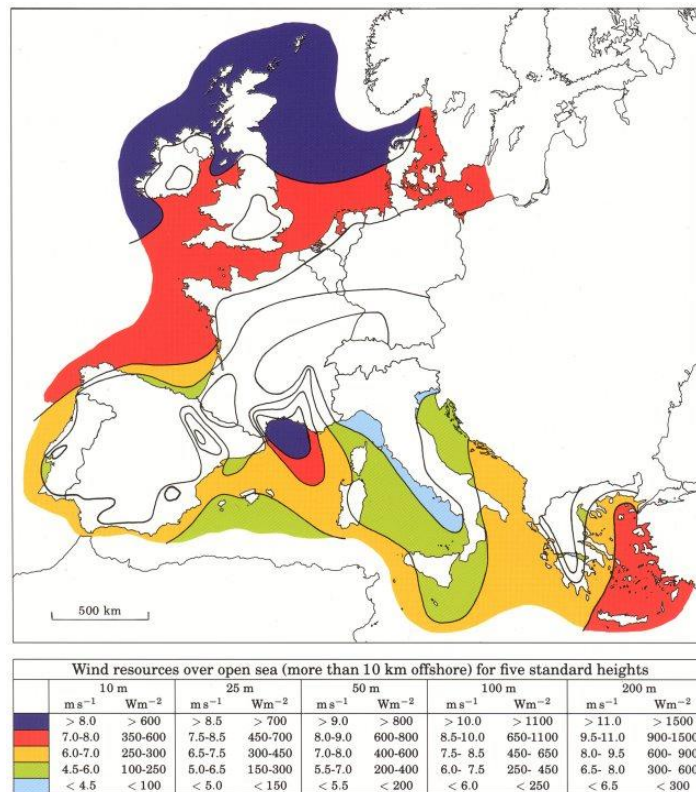 500 km
Wind resources over open sea (more than 10 km offshore) for five standard heights
10 m 25 m 50 m 100 m 200 m
m s⁻¹ Wm⁻² m s⁻¹ Wm⁻² m s⁻¹ Wm⁻² m s⁻¹ Wm⁻² m s⁻¹ Wm⁻²
> 8.0 > 600 > 8.5 > 700 > 9.0 > 800 > 10.0 > 1100 > 11.0 > 1500
7.0-8.0 350-600 7.5-8.5 450-700 8.0-9.0 600-800 8.5-10.0 650-1100 9.5-11.0 900-1500
6.0-7.0 250-300 6.5-7.5 300-450 7.0-8.0 400-600 7.5- 8.5 450- 650 8.0- 9.5 600- 900
4.5-6.0 100-250 5.0-6.5 150-300 5.5-7.0 200-400 6.0- 7.5 250- 450 6.5- 8.0 300- 600
< 4.5 < 100 < 5.0 < 150 < 5.5 < 200 < 6.0 < 250 < 6.5 < 300